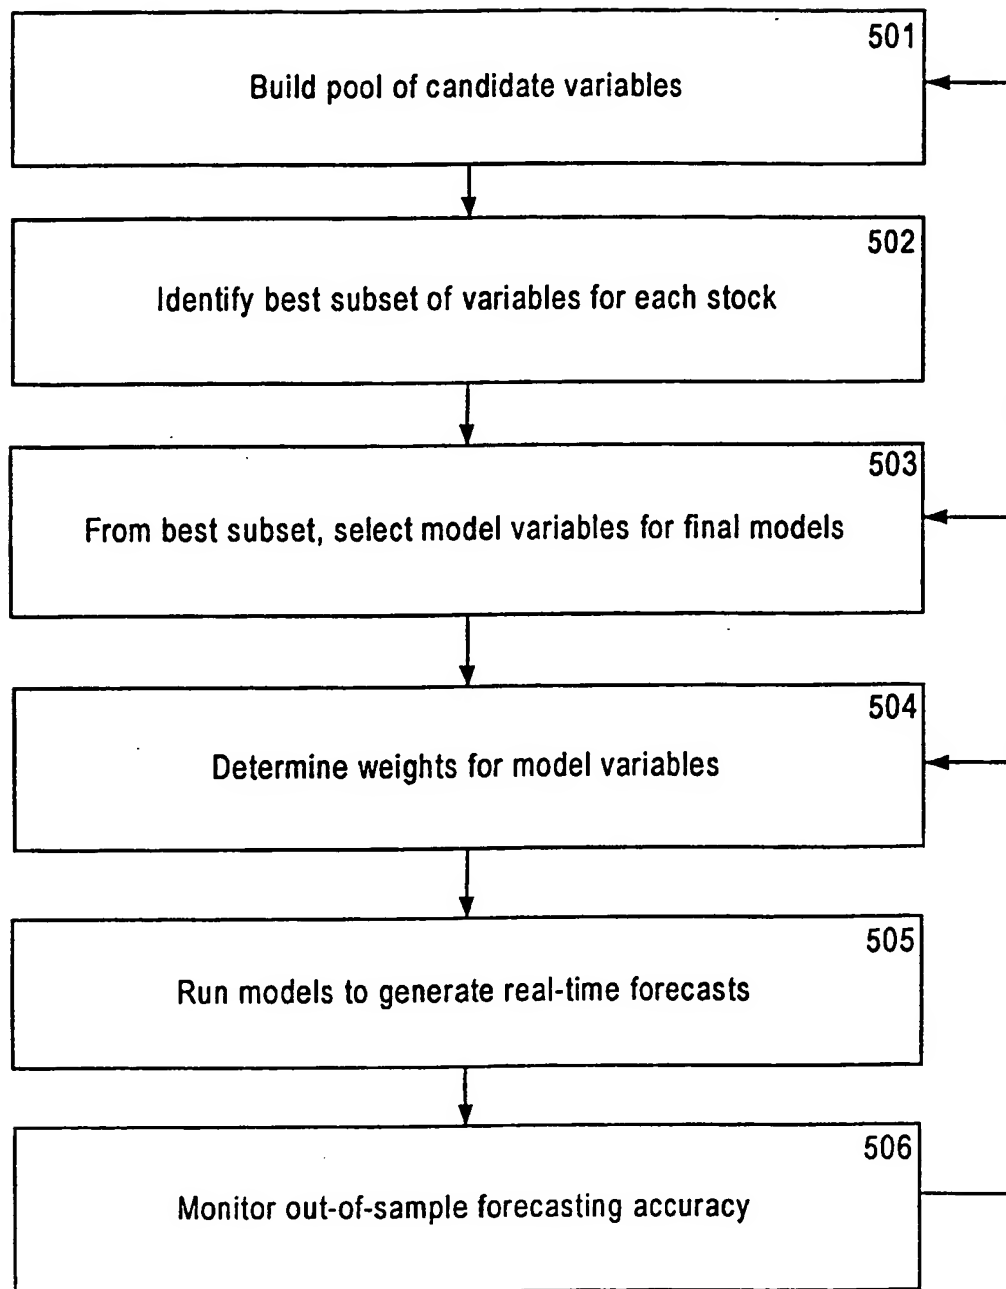 501
Build pool of candidate variables
502
Identify best subset of variables for each stock
503
From best subset, select model variables for final models
504
Determine weights for model variables
505
Run models to generate real-time forecasts
506
Monitor out-of-sample forecasting accuracy